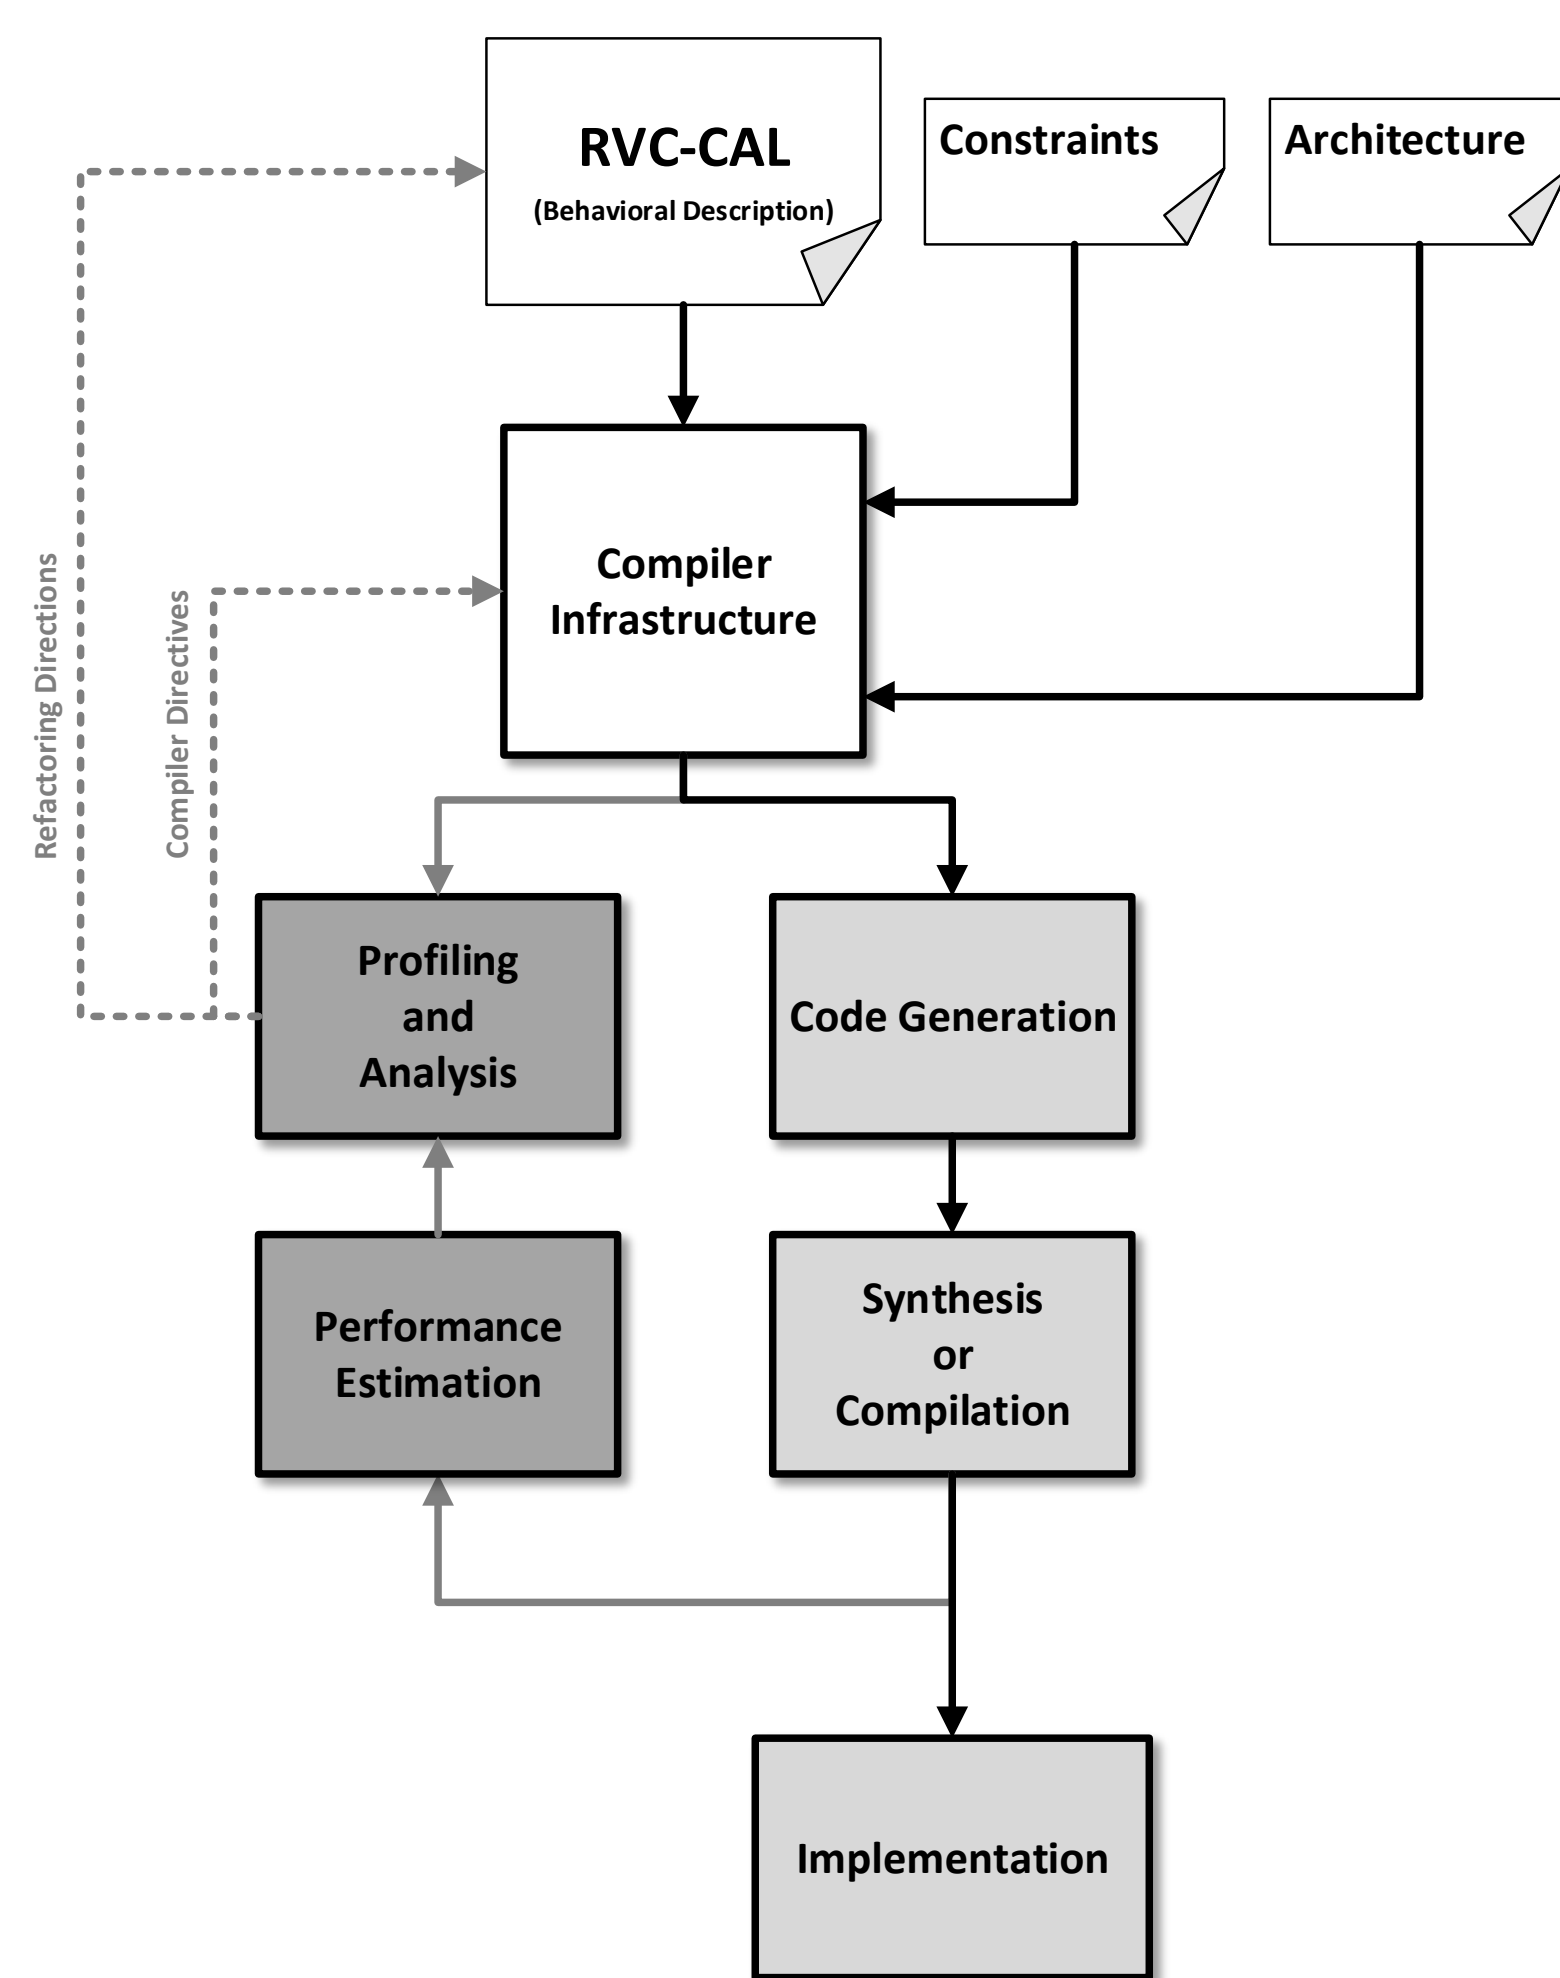 RVC-CAL
(Behavioral Description)
Constraints
Architecture
Compiler
Infrastructure
Refactoring Directions
Compiler Directives
Profiling
and
Analysis
Code Generation
Performance
Estimation
Synthesis
or
Compilation
Implementation